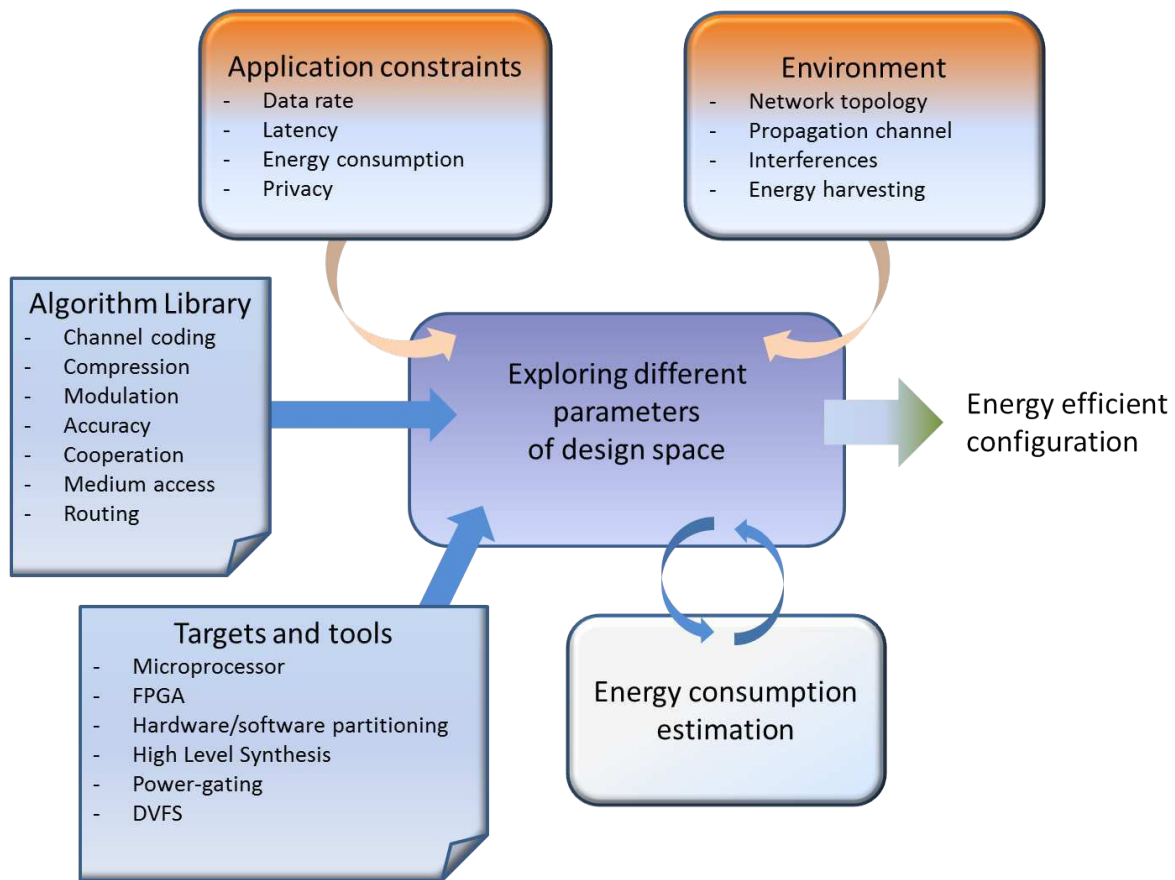 Application constraints
- Data rate
- Latency
- Energy consumption
- Privacy
Environment
- Network topology
- Propagation channel
- Interferences
- Energy harvesting
Algorithm Library
- Channel coding
- Compression
- Modulation
- Accuracy
- Cooperation
- Medium access
- Routing
Exploring different
parameters
of design space
Energy efficient
configuration
Targets and tools
- Microprocessor
- FPGA
- Hardware/software partitioning
- High Level Synthesis
- Power-gating
- DVFS
Energy consumption
estimation